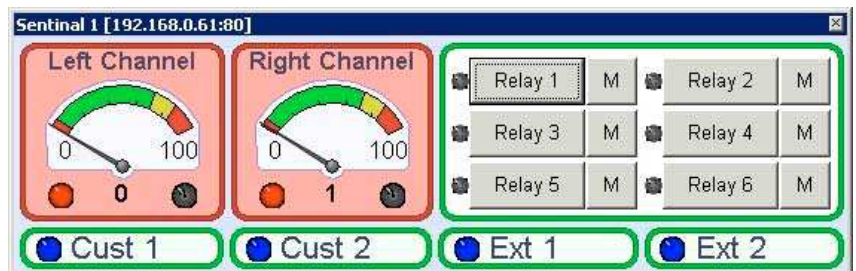 Sentinal 1 [192.168.0.61:80]
Left Channel Right Channel
Relay 1 M Relay 2 M
0 100 0 100
Relay 3 M Relay 4 M
0 1
Relay 5 M Relay 6 M
Cust 1 Cust 2 Ext 1 Ext 2